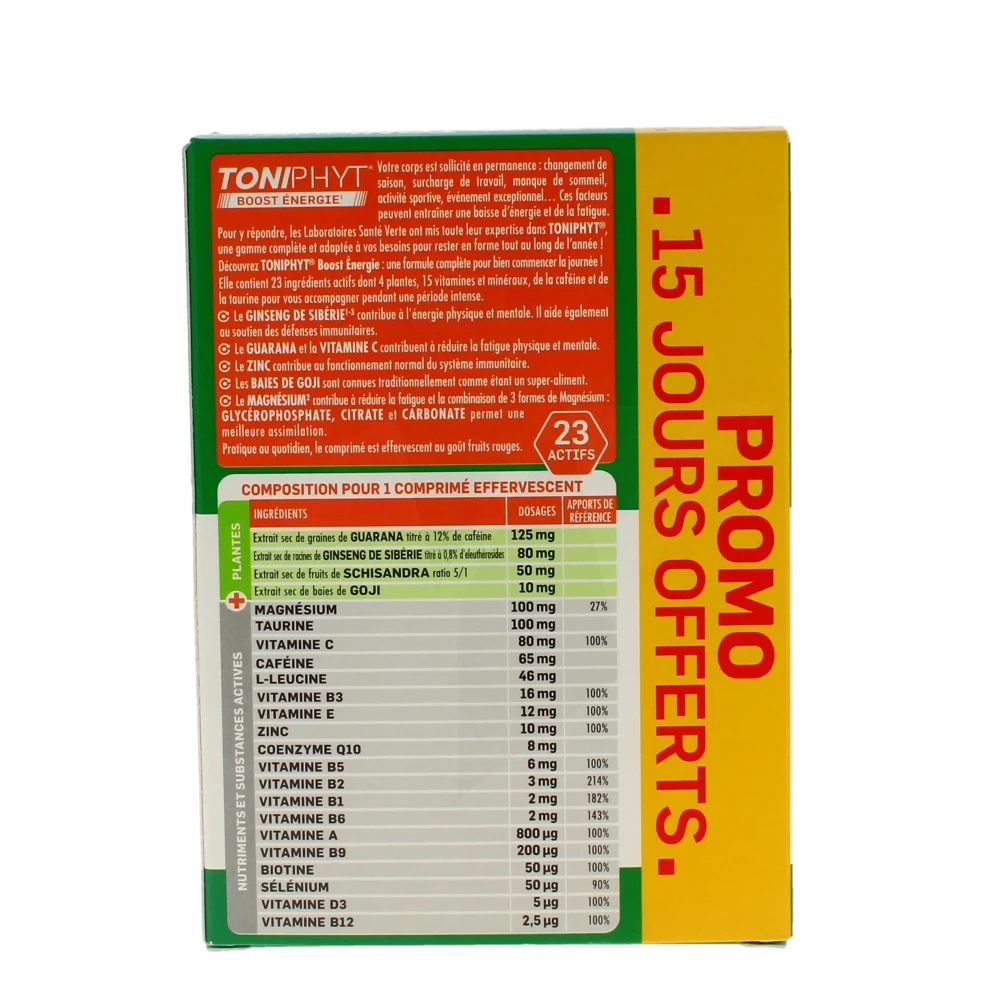 TONIPHYT®
BOOST ÉNERGIE¹
Votre corps est sollicité en permanence : changement de
saison, surcharge de travail, manque de sommeil,
activité sportive, événement exceptionnel... Ces facteurs
peuvent entraîner une baisse d'énergie et de la fatigue.
Pour y répondre, les Laboratoires Santé Verte ont mis toute leur expertise dans TONIPHYT®,
une gamme complète et adaptée à vos besoins pour rester en forme tout au long de l'année !
Découvrez TONIPHYT® Boost Énergie : une formule complète pour bien commencer la journée !
Elle contient 23 ingrédients actifs dont 4 plantes, 15 vitamines et minéraux, de la caféine et de
la taurine pour vous accompagner pendant une période intense.
Le GINSENG DE SIBÉRIE¹⁻³ contribue à l'énergie physique et mentale. Il aide également
au soutien des défenses immunitaires.
Le GUARANA et la VITAMINE C contribuent à réduire la fatigue physique et mentale.
Le ZINC contribue au fonctionnement normal du système immunitaire.
Les BAIES DE GOJI sont connues traditionnellement comme étant un super-aliment.
Le MAGNÉSIUM² contribue à réduire la fatigue et la combinaison de 3 formes de Magnésium :
GLYCÉROPHOSPHATE, CITRATE et CARBONATE permet une
meilleure assimilation.
Pratique au quotidien, le comprimé est effervescent au goût fruits rouges.
23
ACTIFS
COMPOSITION POUR 1 COMPRIMÉ EFFERVESCENT
INGRÉDIENTS DOSAGES APPORTS DE RÉFÉRENCE
PLANTES
Extrait sec de graines de GUARANA titré à 12% de caféine 125 mg
Extrait sec de racines de GINSENG DE SIBÉRIE titré à 0,8% d'éleuthérosides 80 mg
Extrait sec de fruits de SCHISANDRA ratio 5/1 50 mg
Extrait sec de baies de GOJI 10 mg
+
NUTRIMENTS ET SUBSTANCES ACTIVES
MAGNÉSIUM 100 mg 27%
TAURINE 100 mg
VITAMINE C 80 mg 100%
CAFÉINE 65 mg
L-LEUCINE 46 mg
VITAMINE B3 16 mg 100%
VITAMINE E 12 mg 100%
ZINC 10 mg 100%
COENZYME Q10 8 mg
VITAMINE B5 6 mg 100%
VITAMINE B2 3 mg 214%
VITAMINE B1 2 mg 182%
VITAMINE B6 2 mg 143%
VITAMINE A 800 µg 100%
VITAMINE B9 200 µg 100%
BIOTINE 50 µg 100%
SÉLÉNIUM 50 µg 90%
VITAMINE D3 5 µg 100%
VITAMINE B12 2,5 µg 100%
PROMO
.15 JOURS OFFERTS.